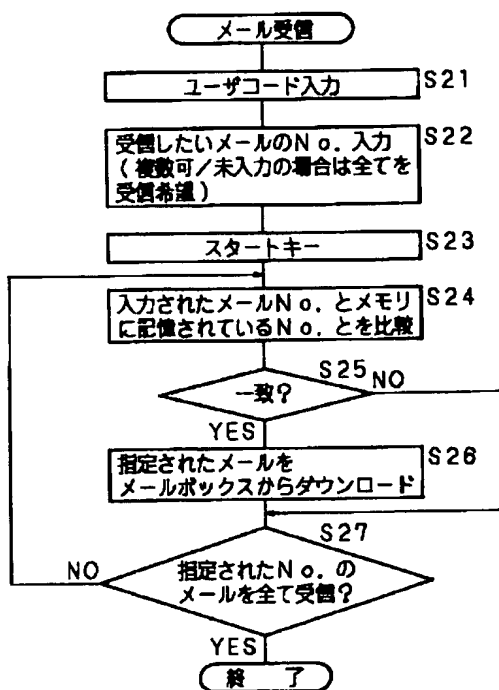 メール受信
ユーザコード入力
S21
受信したいメールのNo.入力
(複数可/未入力の場合は全てを
受信希望)
S22
スタートキー
S23
入力されたメールNo.とメモリ
に記憶されているNo.とを比較
S24
一致?
S25
NO
YES
指定されたメールを
メールボックスからダウンロード
S26
S27
指定されたNo.の
メールを全て受信?
NO
YES
終 了